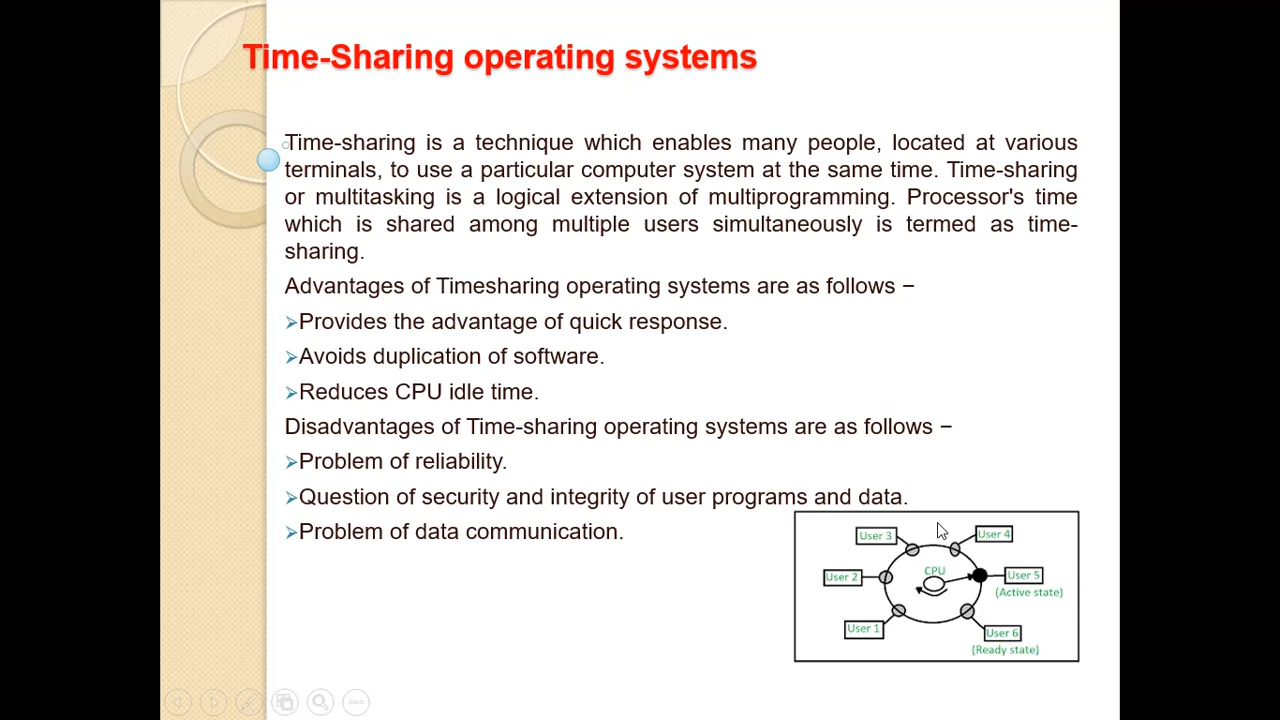 Time-Sharing operating systems
Time-sharing is a technique which enables many people, located at various
terminals, to use a particular computer system at the same time. Time-sharing
or multitasking is a logical extension of multiprogramming. Processor's time
which is shared among multiple users simultaneously is termed as time-
sharing.
Advantages of Timesharing operating systems are as follows −
➢Provides the advantage of quick response.
➢Avoids duplication of software.
➢Reduces CPU idle time.
Disadvantages of Time-sharing operating systems are as follows −
➢Problem of reliability.
➢Question of security and integrity of user programs and data.
➢Problem of data communication.
User 3
User 4
CPU
User 2
User 5
(Active state)
User 1
User 6
(Ready state)